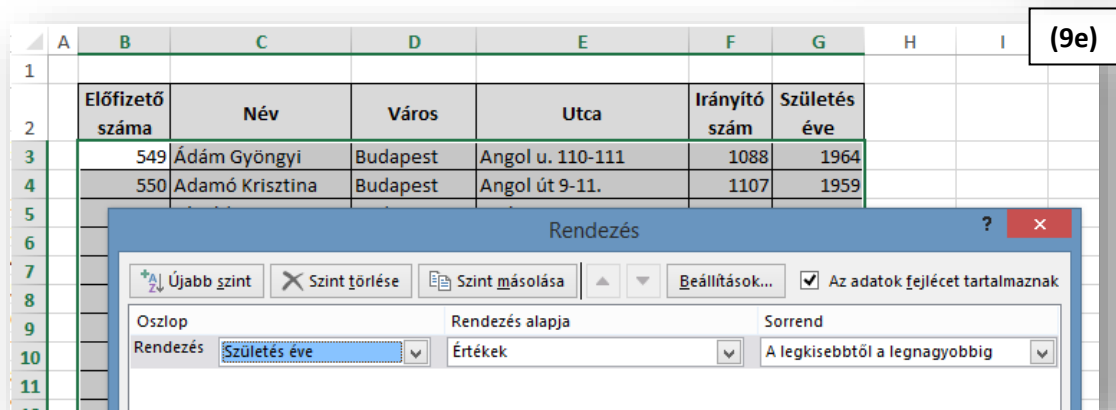 (9e)
A B C D E F G H I
1
Előfizető száma Név Város Utca Irányító szám Születés éve
2
3 549 Ádám Gyöngyi Budapest Angol u. 110-111 1088 1964
4 550 Adamó Krisztina Budapest Angol út 9-11. 1107 1959
5
Rendezés ? ×
6
7
Újabb szint Szint törlése Szint másolása Beállítások... Az adatok fejlécet tartalmaznak
8
9 Oszlop Rendezés alapja Sorrend
10 Rendezés Születés éve Értékek A legkisebbtől a legnagyobbig
11